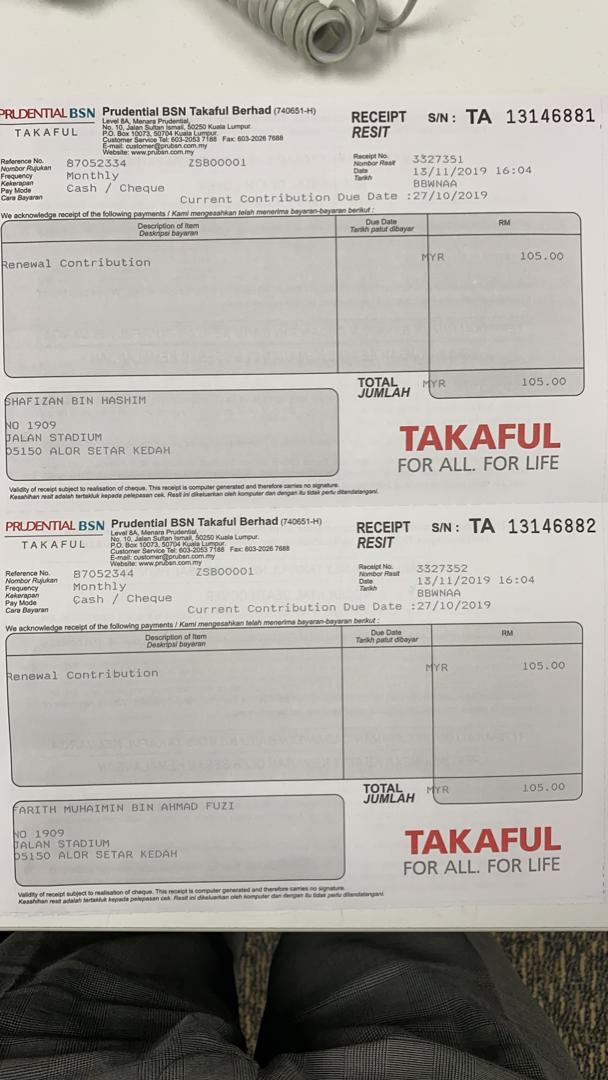 PRUDENTIAL BSN
TAKAFUL
Prudential BSN Takaful Berhad (740651-H)
Level 8A, Menara Prudential,
No. 10, Jalan Sultan Ismail, 50250 Kuala Lumpur.
P.O. Box 10073, 50704 Kuala Lumpur.
Customer Service Tel: 603-2053 7188 Fax: 603-2026 7688
E-mail: customer@prubsn.com.my
Website: www.prubsn.com.my
RECEIPT
RESIT
S/N : TA 13146881
Reference No. 87052334 ZSB00001
Nombor Rujukan
Frequency Monthly
Kekerapan
Pay Mode Cash / Cheque
Cara Bayaran
Receipt No. 3327351
Nombor Resit
Date 13/11/2019 16:04
Tarikh BBWNAA
Current Contribution Due Date :27/10/2019
We acknowledge receipt of the following payments / Kami mengesahkan telah menerima bayaran-bayaran berikut :
Description of Item Due Date RM
Deskripsi bayaran Tarikh patut dibayar
Renewal Contribution MYR 105.00
TOTAL MYR 105.00
JUMLAH
SHAFIZAN BIN HASHIM
NO 1909
JALAN STADIUM
05150 ALOR SETAR KEDAH
TAKAFUL
FOR ALL. FOR LIFE
Validity of receipt subject to realisation of cheque. This receipt is computer generated and therefore carries no signature.
Kesahihan resit adalah tertakluk kepada pelepasan cek. Resit ini dikeluarkan oleh komputer dan dengan itu tidak perlu ditandatangani.
PRUDENTIAL BSN
TAKAFUL
Prudential BSN Takaful Berhad (740651-H)
Level 8A, Menara Prudential,
No. 10, Jalan Sultan Ismail, 50250 Kuala Lumpur.
P.O. Box 10073, 50704 Kuala Lumpur.
Customer Service Tel: 603-2053 7188 Fax: 603-2026 7688
E-mail: customer@prubsn.com.my
Website: www.prubsn.com.my
RECEIPT
RESIT
S/N : TA 13146882
Reference No. 87052344 ZSB00001
Nombor Rujukan
Frequency Monthly
Kekerapan
Pay Mode Cash / Cheque
Cara Bayaran
Receipt No. 3327352
Nombor Resit
Date 13/11/2019 16:04
Tarikh BBWNAA
Current Contribution Due Date :27/10/2019
We acknowledge receipt of the following payments / Kami mengesahkan telah menerima bayaran-bayaran berikut :
Description of Item Due Date RM
Deskripsi bayaran Tarikh patut dibayar
Renewal Contribution MYR 105.00
TOTAL MYR 105.00
JUMLAH
FARITH MUHAIMIN BIN AHMAD FUZI
NO 1909
JALAN STADIUM
05150 ALOR SETAR KEDAH
TAKAFUL
FOR ALL. FOR LIFE
Validity of receipt subject to realisation of cheque. This receipt is computer generated and therefore carries no signature.
Kesahihan resit adalah tertakluk kepada pelepasan cek. Resit ini dikeluarkan oleh komputer dan dengan itu tidak perlu ditandatangani.